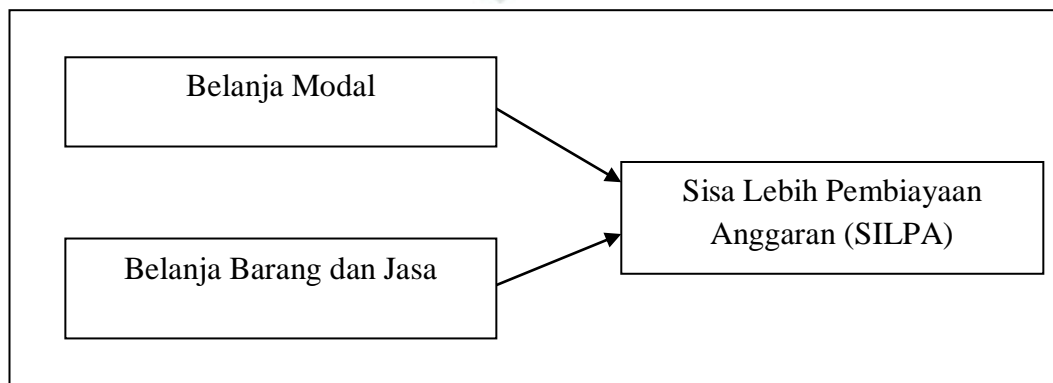 Belanja Modal
Sisa Lebih Pembiayaan
Anggaran (SILPA)
Belanja Barang dan Jasa